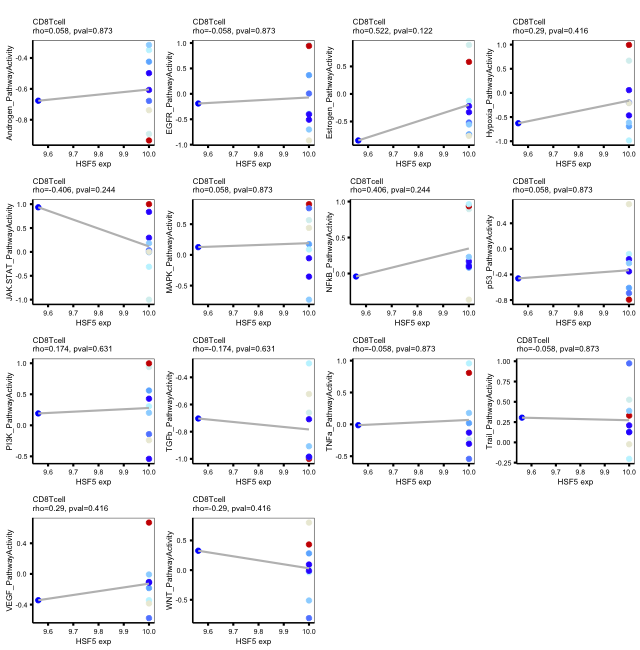 CD8Tcell
rho=0.058, pval=0.873
Androgen_PathwayActivity
-0.4
-0.6
-0.8
9.6 9.7 9.8 9.9 10.0
HSF5 exp
CD8Tcell
rho=-0.058, pval=0.873
EGFR_PathwayActivity
1.0
0.5
0.0
-0.5
-1.0
9.6 9.7 9.8 9.9 10.0
HSF5 exp
CD8Tcell
rho=0.522, pval=0.122
Estrogen_PathwayActivity
0.5
0.0
-0.5
9.6 9.7 9.8 9.9 10.0
HSF5 exp
CD8Tcell
rho=0.29, pval=0.416
Hypoxia_PathwayActivity
1.0
0.5
0.0
-0.5
-1.0
9.6 9.7 9.8 9.9 10.0
HSF5 exp
CD8Tcell
rho=-0.406, pval=0.244
JAK.STAT_PathwayActivity
1.0
0.5
0.0
-0.5
-1.0
9.6 9.7 9.8 9.9 10.0
HSF5 exp
CD8Tcell
rho=0.058, pval=0.873
MAPK_PathwayActivity
0.5
0.0
-0.5
9.6 9.7 9.8 9.9 10.0
HSF5 exp
CD8Tcell
rho=0.406, pval=0.244
NFkB_PathwayActivity
1.0
0.5
0.0
9.6 9.7 9.8 9.9 10.0
HSF5 exp
CD8Tcell
rho=0.058, pval=0.873
p53_PathwayActivity
0.4
0.0
-0.4
-0.8
9.6 9.7 9.8 9.9 10.0
HSF5 exp
CD8Tcell
rho=0.174, pval=0.631
PI3K_PathwayActivity
1.0
0.5
0.0
-0.5
9.6 9.7 9.8 9.9 10.0
HSF5 exp
CD8Tcell
rho=-0.174, pval=0.631
TGFb_PathwayActivity
-0.4
-0.6
-0.8
-1.0
9.6 9.7 9.8 9.9 10.0
HSF5 exp
CD8Tcell
rho=-0.058, pval=0.873
TNFa_PathwayActivity
1.0
0.5
0.0
-0.5
9.6 9.7 9.8 9.9 10.0
HSF5 exp
CD8Tcell
rho=-0.058, pval=0.873
Trail_PathwayActivity
1.00
0.75
0.50
0.25
0.00
-0.25
9.6 9.7 9.8 9.9 10.0
HSF5 exp
CD8Tcell
rho=0.29, pval=0.416
VEGF_PathwayActivity
0.4
0.0
-0.4
9.6 9.7 9.8 9.9 10.0
HSF5 exp
CD8Tcell
rho=-0.29, pval=0.416
WNT_PathwayActivity
0.5
0.0
-0.5
9.6 9.7 9.8 9.9 10.0
HSF5 exp